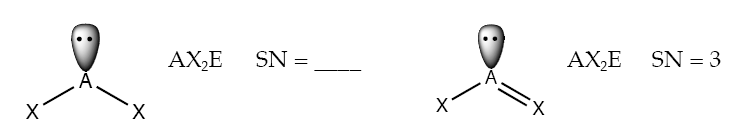 A
X
X
AX₂E SN = ____
A
X
X
AX₂E SN = 3